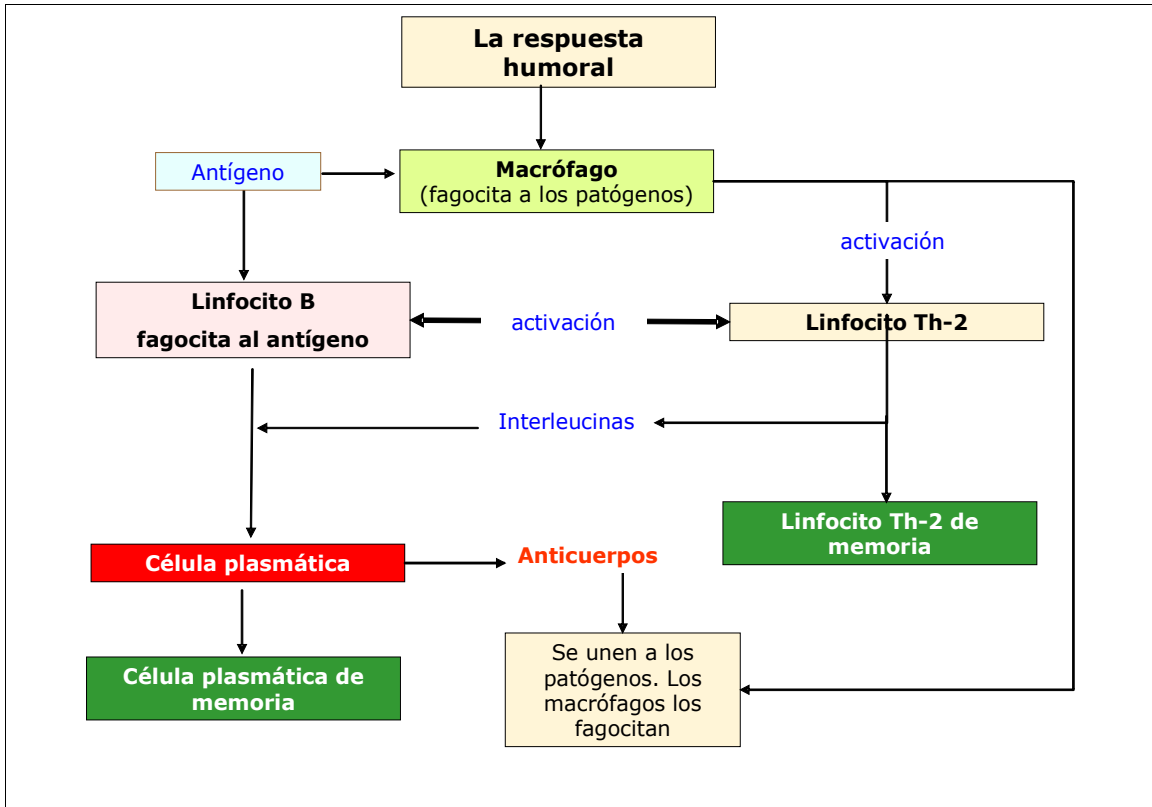 La respuesta
humoral
Antígeno
Macrófago
(fagocita a los patógenos)
activación
Linfocito B
fagocita al antígeno
activación
Linfocito Th-2
Interleucinas
Linfocito Th-2 de
memoria
Célula plasmática
Anticuerpos
Célula plasmática de
memoria
Se unen a los
patógenos. Los
macrófagos los
fagocitan